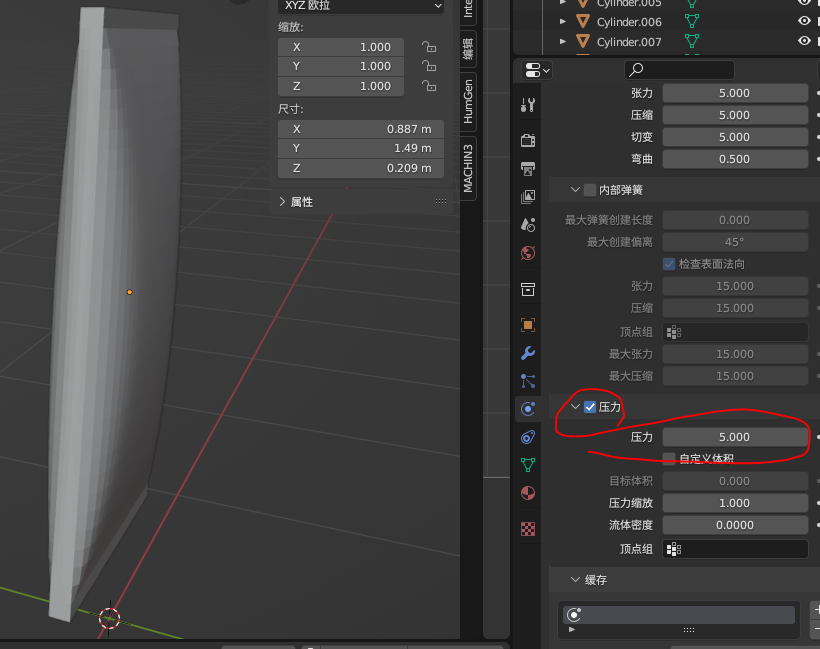 XYZ 欧拉
缩放:
X 1.000
Y 1.000
Z 1.000
尺寸:
X 0.887 m
Y 1.49 m
Z 0.209 m
属性
编辑
HumGen
MACHIN3
Cylinder.005
Cylinder.006
Cylinder.007
张力 5.000
压缩 5.000
切变 5.000
弯曲 0.500
内部弹簧
最大弹簧创建长度 0.000
最大创建偏离 45°
检查表面法向
张力 15.000
压缩 15.000
顶点组
最大张力 15.000
最大压缩 15.000
压力
压力 5.000
自定义体积
目标体积 0.000
压力缩放 1.000
流体密度 0.0000
顶点组
缓存